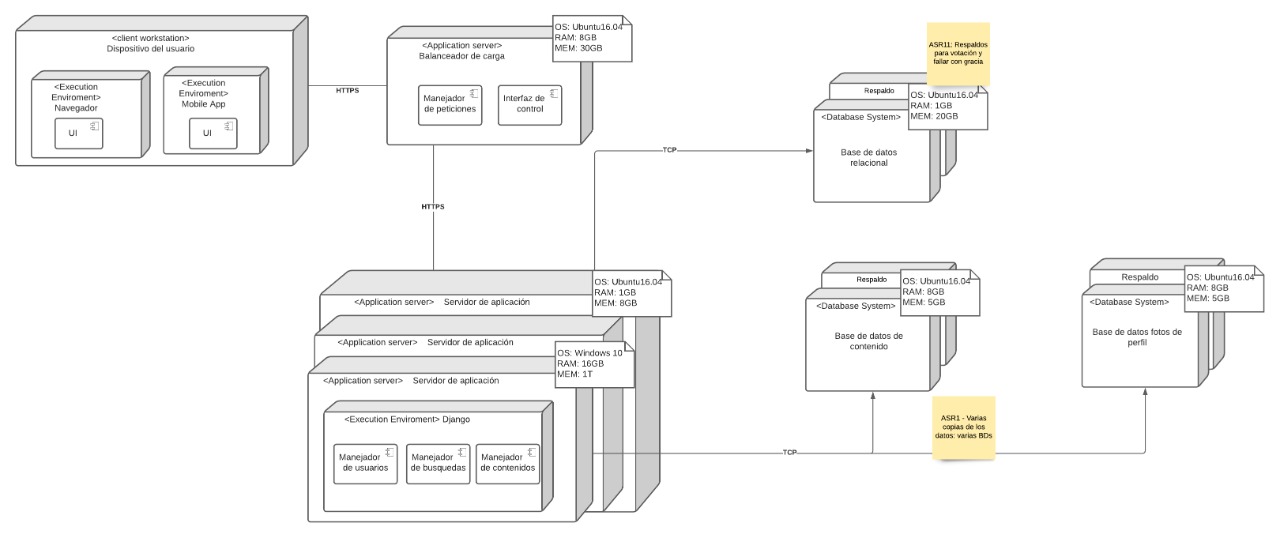 <client workstation>
Dispositivo del usuario
<Execution
Enviroment>
Navegador
UI
<Execution
Enviroment>
Mobile App
UI
HTTPS
<Application server>
Balanceador de carga
OS: Ubuntu16.04
RAM: 8GB
MEM: 30GB
Manejador
de peticiones
Interfaz de
control
HTTPS
TCP
ASR11: Respaldos
para votación y
fallar con gracia
Respaldo
OS: Ubuntu16.04
RAM: 1GB
MEM: 20GB
<Database System>
Base de datos
relacional
<Application server> Servidor de aplicación
OS: Ubuntu16.04
RAM: 1GB
MEM: 8GB
<Application server> Servidor de aplicación
OS: Windows 10
RAM: 16GB
MEM: 1T
<Application server> Servidor de aplicación
<Execution Enviroment> Django
Manejador
de usuarios
Manejador
de busquedas
Manejador
de contenidos
TCP
Respaldo
OS: Ubuntu16.04
RAM: 8GB
MEM: 5GB
<Database System>
Base de datos de
contenido
Respaldo
OS: Ubuntu16.04
RAM: 8GB
MEM: 5GB
<Database System>
Base de datos fotos de
perfil
ASR1 - Varias
copias de los
datos: varias BDs